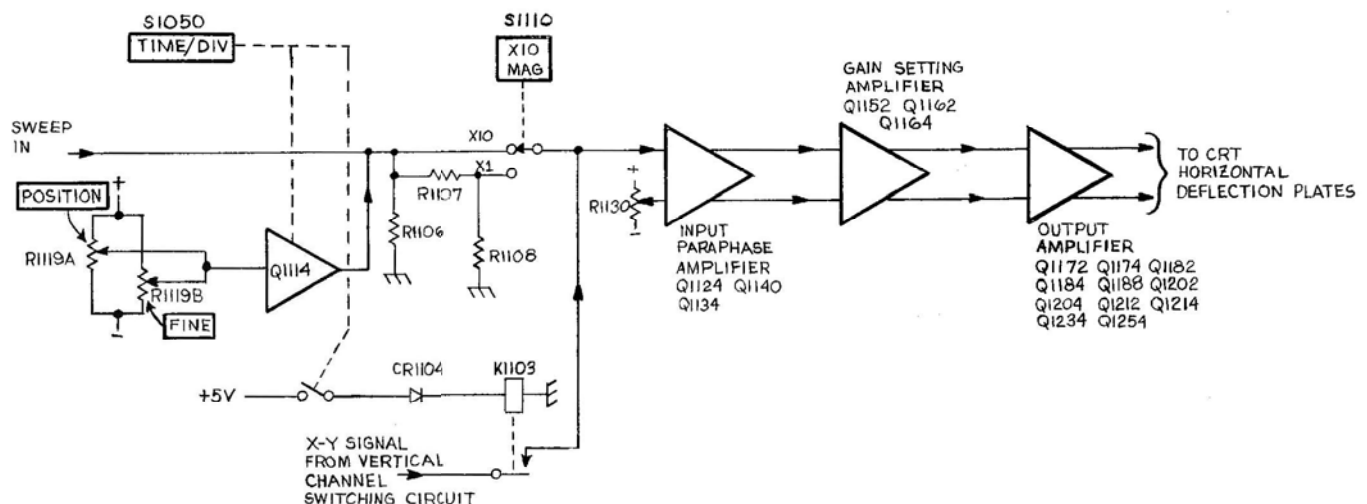 S1050
TIME/DIV
S1110
X10
MAG
GAIN SETTING
AMPLIFIER
Q1152 Q1162
Q1164
SWEEP
IN
X10
X1
R1107
POSITION
+
R1106
R1108
R1130
+
-
TO CRT
HORIZONTAL
DEFLECTION PLATES
R1119A
R1119B
Q1114
-
FINE
INPUT
PARAPHASE
AMPLIFIER
Q1124 Q1140
Q1134
OUTPUT
AMPLIFIER
Q1172 Q1174 Q1182
Q1184 Q1188 Q1202
Q1204 Q1212 Q1214
Q1234 Q1254
+5V
CR1104
K1103
X-Y SIGNAL
FROM VERTICAL
CHANNEL
SWITCHING CIRCUIT